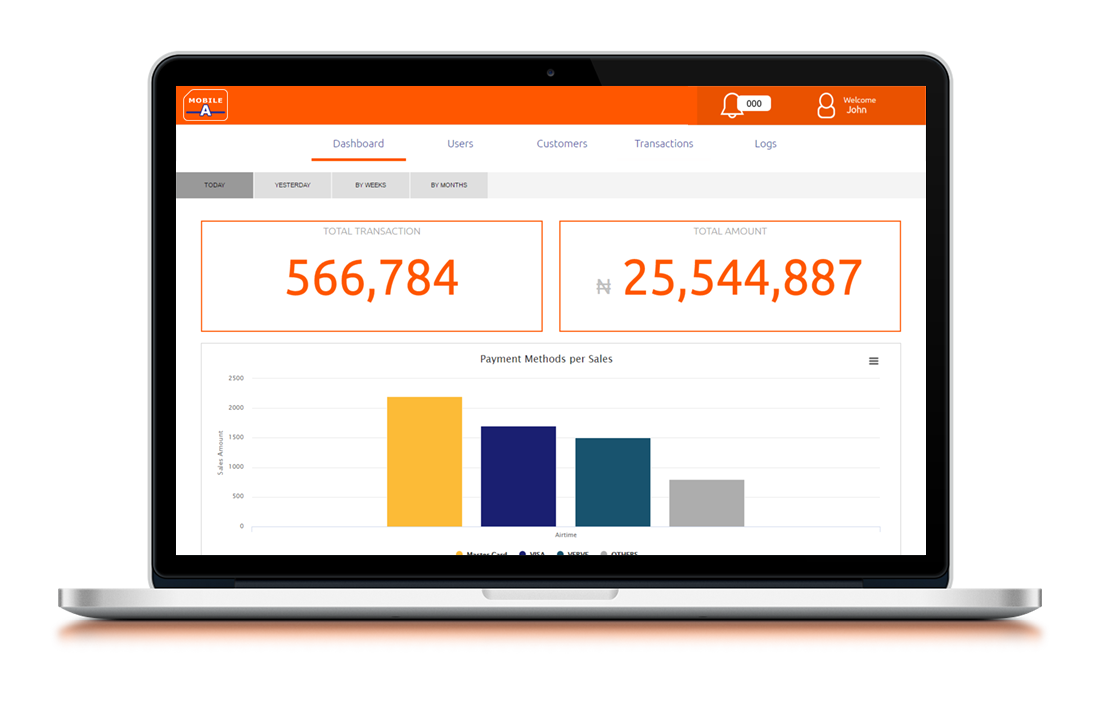 MOBILE
A
000
Welcome
John
Dashboard
Users
Customers
Transactions
Logs
TODAY
YESTERDAY
BY WEEKS
BY MONTHS
TOTAL TRANSACTION
566,784
TOTAL AMOUNT
₦ 25,544,887
Payment Methods per Sales
Sales Amount
2500
2000
1500
1000
500
0
Airtime
Master Card
VISA
VERVE
OTHERS